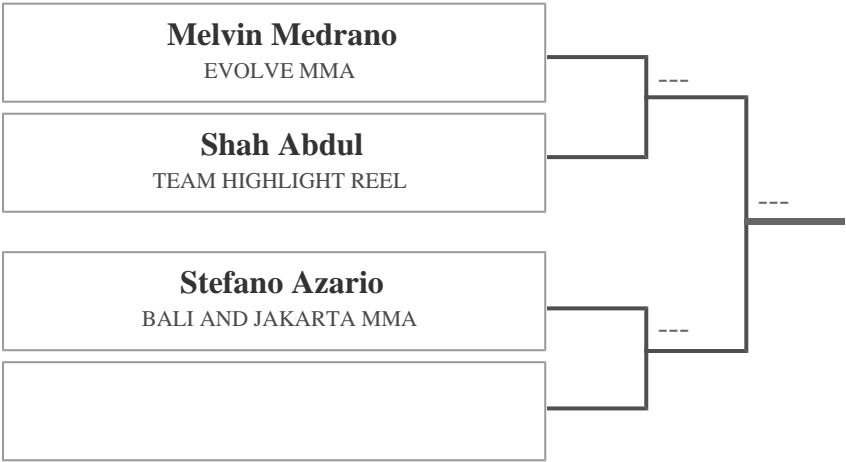 Melvin Medrano
EVOLVE MMA
---
Shah Abdul
TEAM HIGHLIGHT REEL
---
Stefano Azario
BALI AND JAKARTA MMA
---